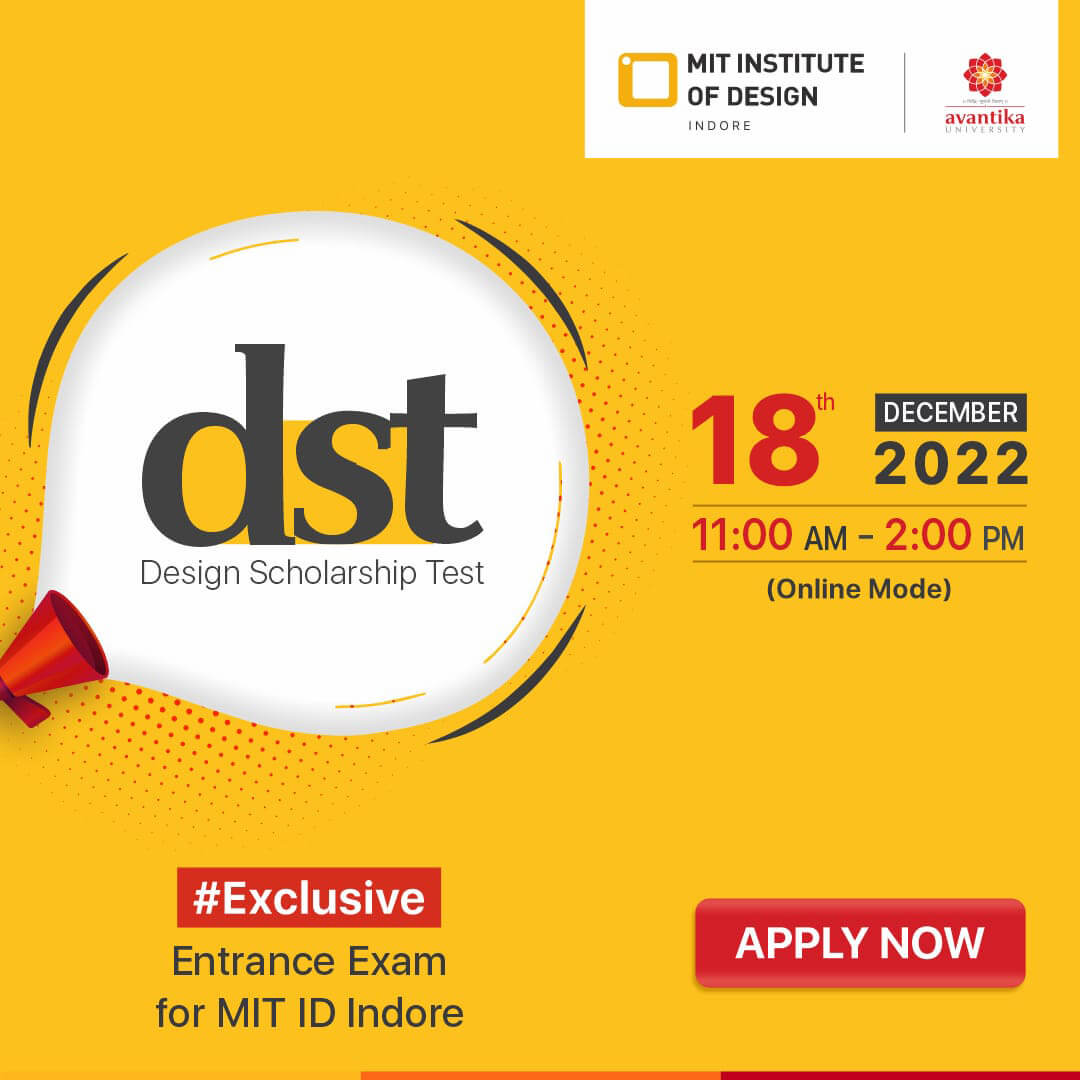 MIT INSTITUTE
OF DESIGN
INDORE
avantika
UNIVERSITY
dst
Design Scholarship Test
18th DECEMBER
2022
11:00 AM – 2:00 PM
(Online Mode)
#Exclusive
Entrance Exam
for MIT ID Indore
APPLY NOW